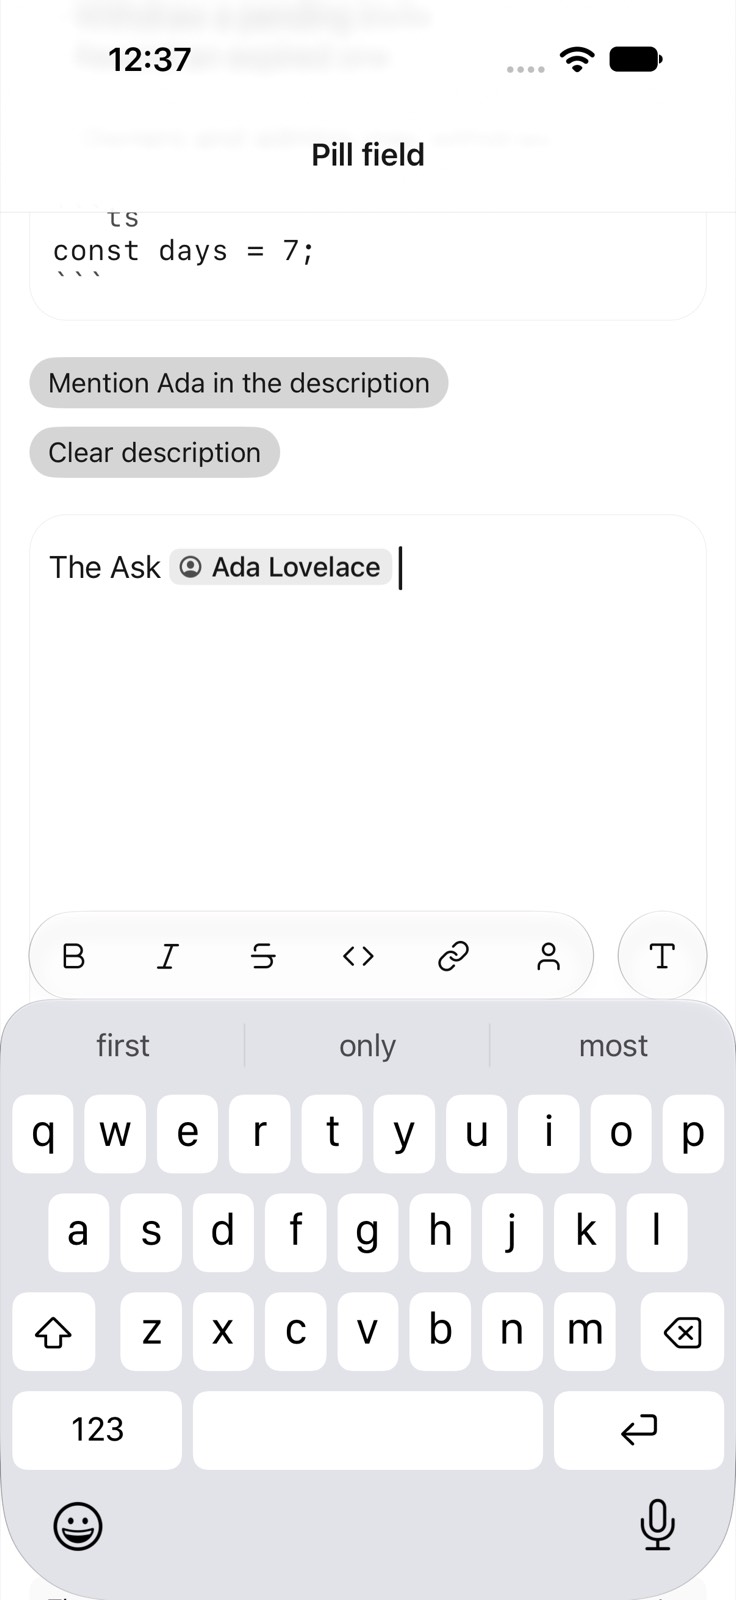 12:37
Pill field
ts
const days = 7;
```
Mention Ada in the description
Clear description
The Ask Ada Lovelace
B I S <> T
first only most
q w e r t y u i o p
a s d f g h j k l
z x c v b n m
123